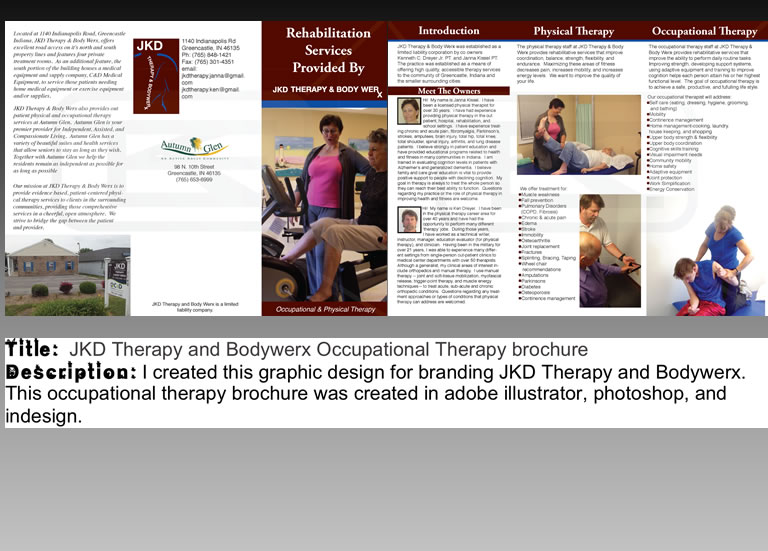 Located at 1140 Indianapolis Road, Greencastle
Indiana, JKD Therapy & Body Werx, offers
excellent road access on it's north and south
property lines and features four private
treatment rooms. As an additional feature, the
south portion of the building houses a medical
equipment and supply company, C&D Medical
Equipment, to service those patients needing
home medical equipment or exercise equipment
and/or supplies.
JKD Therapy & Body Werx also provides out
patient physical and occupational therapy
services at Autumn Glen. Autumn Glen is your
premier provider for Independent, Assisted, and
Compassionate Living. Autumn Glen has a
variety of beautiful suites and health services
that allow seniors to stay as long as they wish.
Together with Autumn Glen we help the
residents remain as independent as possible for
as long as possible
Our mission at JKD Therapy & Body Werx is to
provide evidence based, patient centered physi-
cal therapy services to clients in the surrounding
communities, providing those comprehensive
services in a cheerful, open atmosphere. We
strive to bridge the gap between the patient
and provider.
JKD
THERAPY & BODYWERX
1140 Indianapolis Rd
Greencastle, IN 46135
Ph: (765) 848-1421
Fax: (765) 301-4351
email:
jkdtherapy.janna@gmail.
com
jkdtherapy.ken@gmail.
com
Autumn Glen
98 N. 10th Street
Greencastle, IN 46135
(765) 653-6999
JKD Therapy and Body Werx is a limited
liability company.
Rehabilitation
Services
Provided By
JKD THERAPY & BODY WERX
Occupational & Physical Therapy
Introduction
JKD Therapy & Body Werx was established as a
limited liability corporation by co owners
Kenneth C. Dreyer Jr. PT. and Janna Kissel PT.
The practice was established as a means of
offering high quality, accessible therapy services
to the community of Greencastle, Indiana and
the smaller surrounding cities.
Meet The Owners
Hi! My name is Janna Kissel. I have
been a licensed physical therapist for
over 20 years. I have had experience
providing physical therapy in the out
patient, hospital, rehabilitation, and
school settings. I have experience treat-
ing chronic and acute pain, fibromyalgia, Parkinson's,
strokes, amputees, brain injury, total hip, total knee,
total shoulder, spinal injury, arthritis, and lung disease
patients. I believe strongly in patient education and
have provided educational programs related to health
and fitness in many communities in Indiana. I am
trained in evaluating cognition levels in patients with
Alzheimer's and generalized dementia. I believe
family and care giver education is vital to provide
positive support to people with declining cognition. My
goal in therapy is always to treat the whole person so
they can reach their best ability to function. Questions
regarding my practice or the role of physical therapy in
improving health and fitness are welcome.
Hi! My name is Ken Dreyer. I have been
in the physical therapy career area for
over 40 years and have had the
opportunity to perform many different
therapy jobs. During those years,
I have worked as a technical writer,
instructor, manager, education evaluator (for physical
therapy), and clinician. Having been in the military for
over 21 years, I was able to experience many differ-
ent settings from single person out patient clinics to
medical center departments with over 50 therapists.
Although a generalist, my clinical areas of interest in-
clude orthopedics and manual therapy. I use manual
therapy – joint and soft tissue mobilization, myofascial
release, trigger point therapy, and muscle energy
techniques – to treat acute, sub-acute and chronic
orthopedic conditions. Questions regarding any treat-
ment approaches or types of conditions that physical
therapy can address are welcomed.
Physical Therapy
The physical therapy staff at JKD Therapy & Body
Werx provides rehabilitative services that improve
coordination, balance, strength, flexibility, and
endurance. Maximizing these areas of fitness
decreases pain, increases mobility, and increases
energy levels. We want to improve the quality of
your life.
We offer treatment for:
Muscle weakness
Fall prevention
Pulmonary Disorders
(COPD, Fibrosis)
Chronic & acute pain
Edema
Stroke
Immobility
Osteoarthritis
Joint replacement
Fractures
Splinting, Bracing, Taping
Wheel chair
recommendations
Amputations
Parkinsons
Diabetes
Osteoporosis
Continence management
Occupational Therapy
The occupational therapy staff at JKD Therapy &
Body Werx provides rehabilitative services that
improve the ability to perform daily routine tasks.
Improving strength, developing support systems,
using adaptive equipment and training to improve
cognition helps each person attain his or her highest
functional level. The goal of occupational therapy is
to achieve a safe, productive, and fulfilling life style.
Our occupational therapist will address:
Self care (eating, dressing, hygiene, grooming,
and bathing)
Mobility
Continence management
Home management(cooking, laundry,
house keeping, and shopping)
Upper body strength & flexibility
Upper body coordination
Cognitive skills training
Visual impairment needs
Community mobility
Home safety
Adaptive equipment
Joint protection
Work Simplification
Energy Conservation
Title: JKD Therapy and Bodywerx Occupational Therapy brochure
Description: I created this graphic design for branding JKD Therapy and Bodywerx.
This occupational therapy brochure was created in adobe illustrator, photoshop, and
indesign.